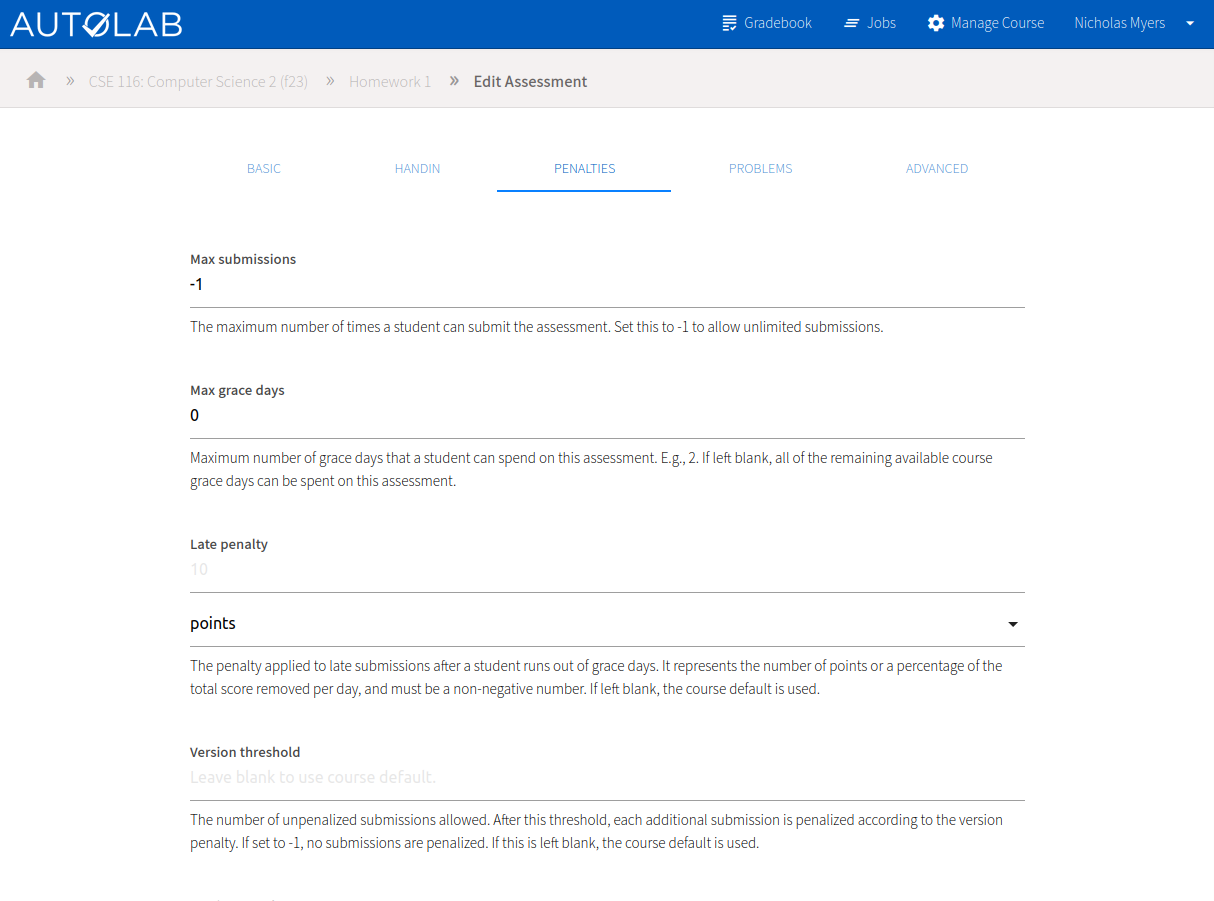 AUTOLAB
Gradebook
Jobs
Manage Course
Nicholas Myers
» CSE 116: Computer Science 2 (f23) » Homework 1 » Edit Assessment
BASIC
HANDIN
PENALTIES
PROBLEMS
ADVANCED
Max submissions
-1
The maximum number of times a student can submit the assessment. Set this to -1 to allow unlimited submissions.
Max grace days
0
Maximum number of grace days that a student can spend on this assessment. E.g., 2. If left blank, all of the remaining available course
grace days can be spent on this assessment.
Late penalty
10
points
The penalty applied to late submissions after a student runs out of grace days. It represents the number of points or a percentage of the
total score removed per day, and must be a non-negative number. If left blank, the course default is used.
Version threshold
Leave blank to use course default.
The number of unpenalized submissions allowed. After this threshold, each additional submission is penalized according to the version
penalty. If set to -1, no submissions are penalized. If this is left blank, the course default is used.